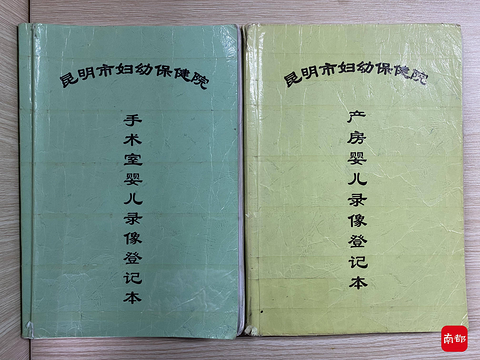 昆明市妇幼保健院
手术室婴儿录像登记本
昆明市妇幼保健院
产房婴儿录像登记本
南都